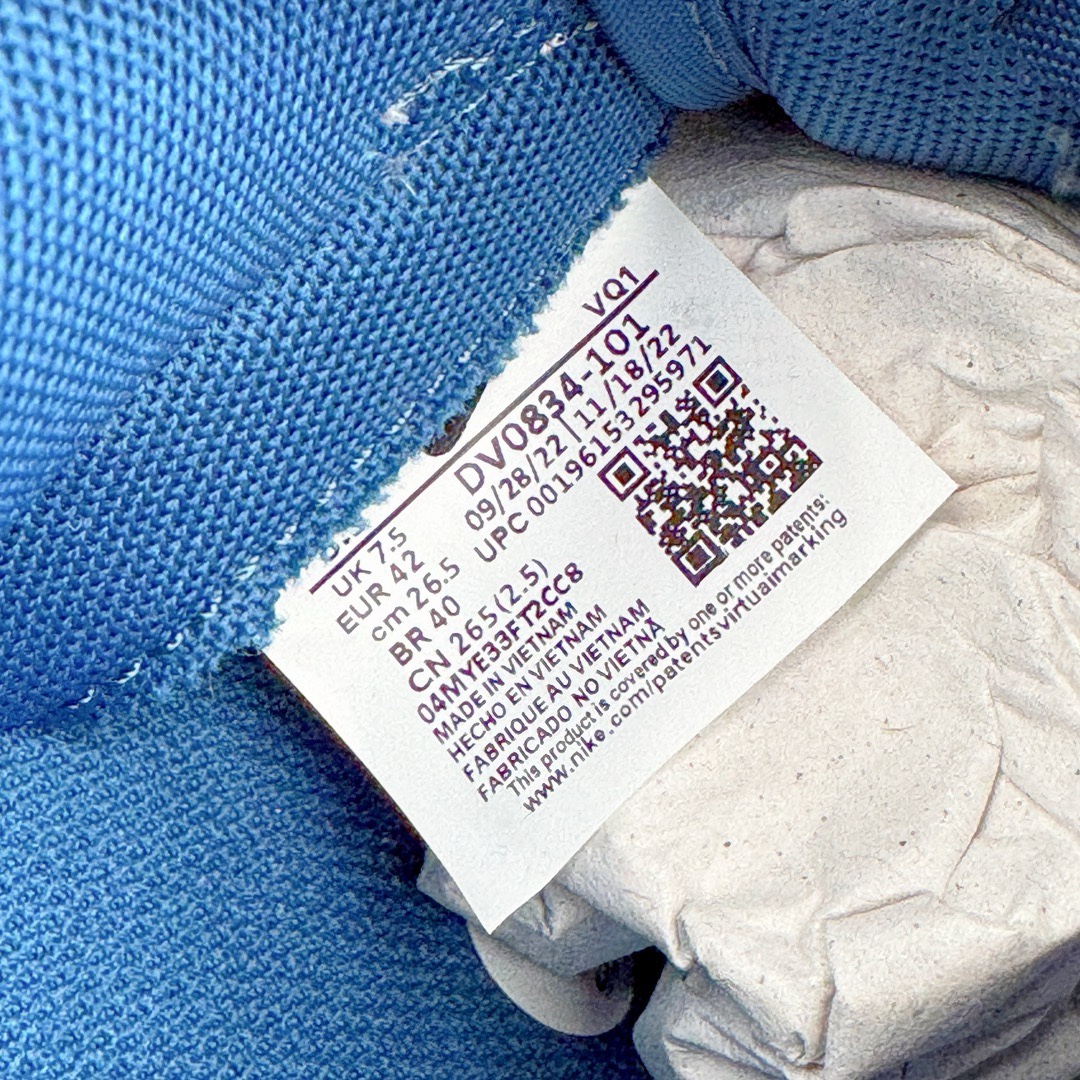 VQ1
UK 7.5
EUR 42
cm 26.5
BR 40
CN 265(2.5)
DV0834-101
09/28/22 | 11/18/22
UPC 00196153295971
04MYE33FT2CC8
MADE IN VIETNAM
HECHO EN VIETNAM
FABRIQUE AU VIETNAM
FABRICADO NO VIETNÃ
This product is covered by one or more patents:
www.nike.com/patentsvirtualmarking